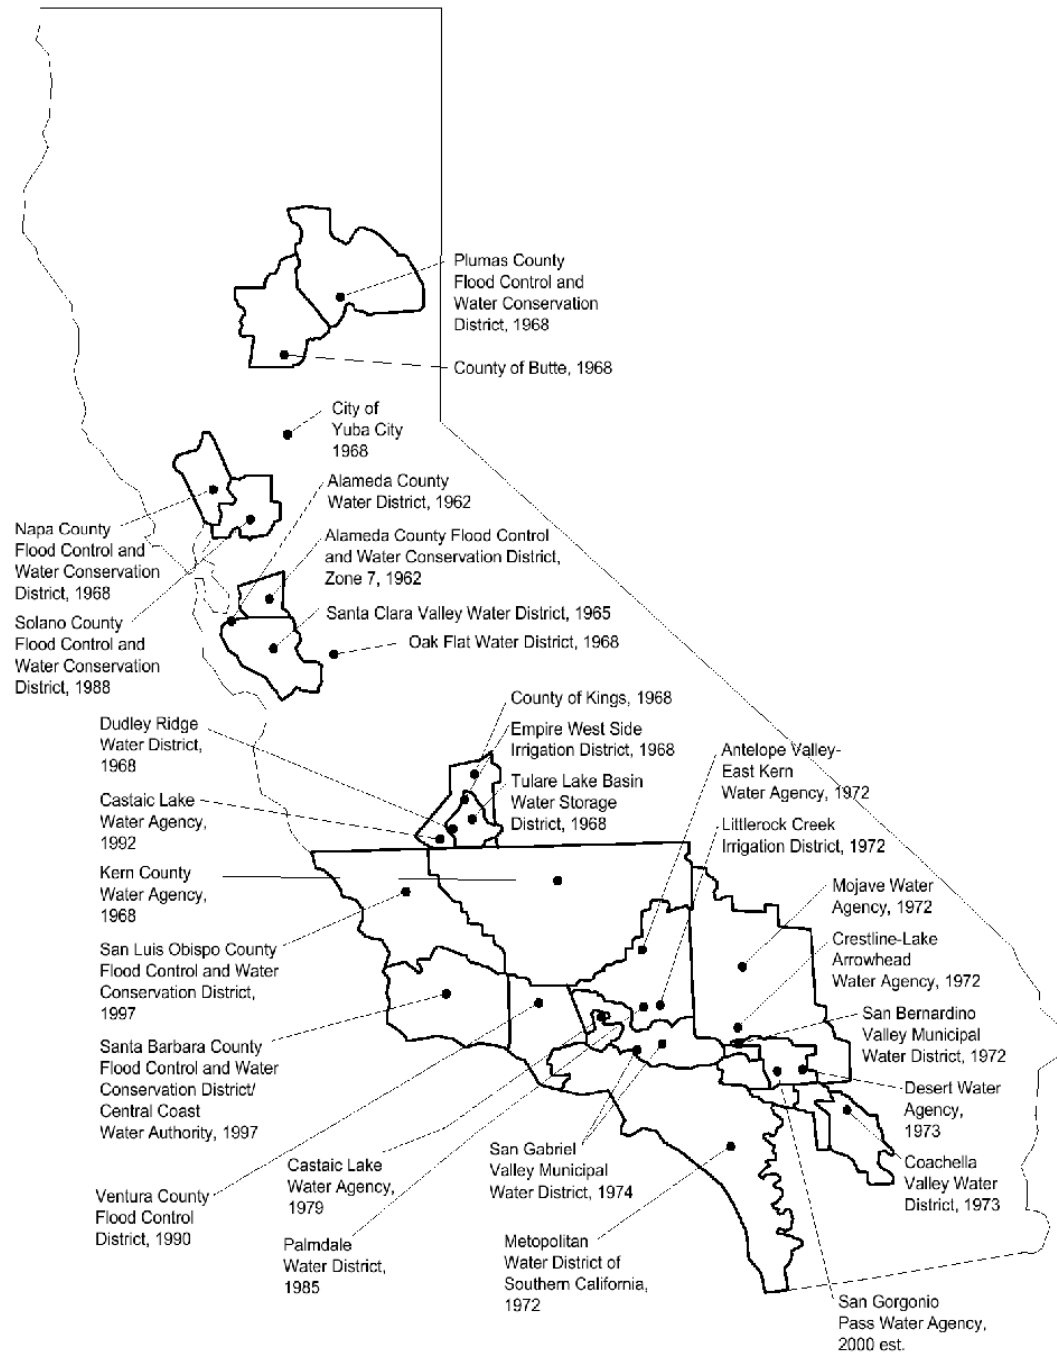 Plumas County
Flood Control and
Water Conservation
District, 1968
County of Butte, 1968
City of
Yuba City
1968
Alameda County
Water District, 1962
Napa County
Flood Control and
Water Conservation
District, 1968
Alameda County Flood Control
and Water Conservation District,
Zone 7, 1962
Santa Clara Valley Water District, 1965
Solano County
Flood Control and
Water Conservation
District, 1988
Oak Flat Water District, 1968
County of Kings, 1968
Dudley Ridge
Water District,
1968
Empire West Side
Irrigation District, 1968
Antelope Valley-
East Kern
Water Agency, 1972
Tulare Lake Basin
Water Storage
District, 1968
Castaic Lake
Water Agency,
1992
Littlerock Creek
Irrigation District, 1972
Kern County
Water Agency,
1968
Mojave Water
Agency, 1972
San Luis Obispo County
Flood Control and Water
Conservation District,
1997
Crestline-Lake
Arrowhead
Water Agency, 1972
San Bernardino
Valley Municipal
Water District, 1972
Santa Barbara County
Flood Control and Water
Conservation District/
Central Coast
Water Authority, 1997
Desert Water
Agency,
1973
San Gabriel
Valley Municipal
Water District, 1974
Castaic Lake
Water Agency,
1979
Coachella
Valley Water
District, 1973
Ventura County
Flood Control
District, 1990
Palmdale
Water District,
1985
Metopolitan
Water District of
Southern California,
1972
San Gorgonio
Pass Water Agency,
2000 est.